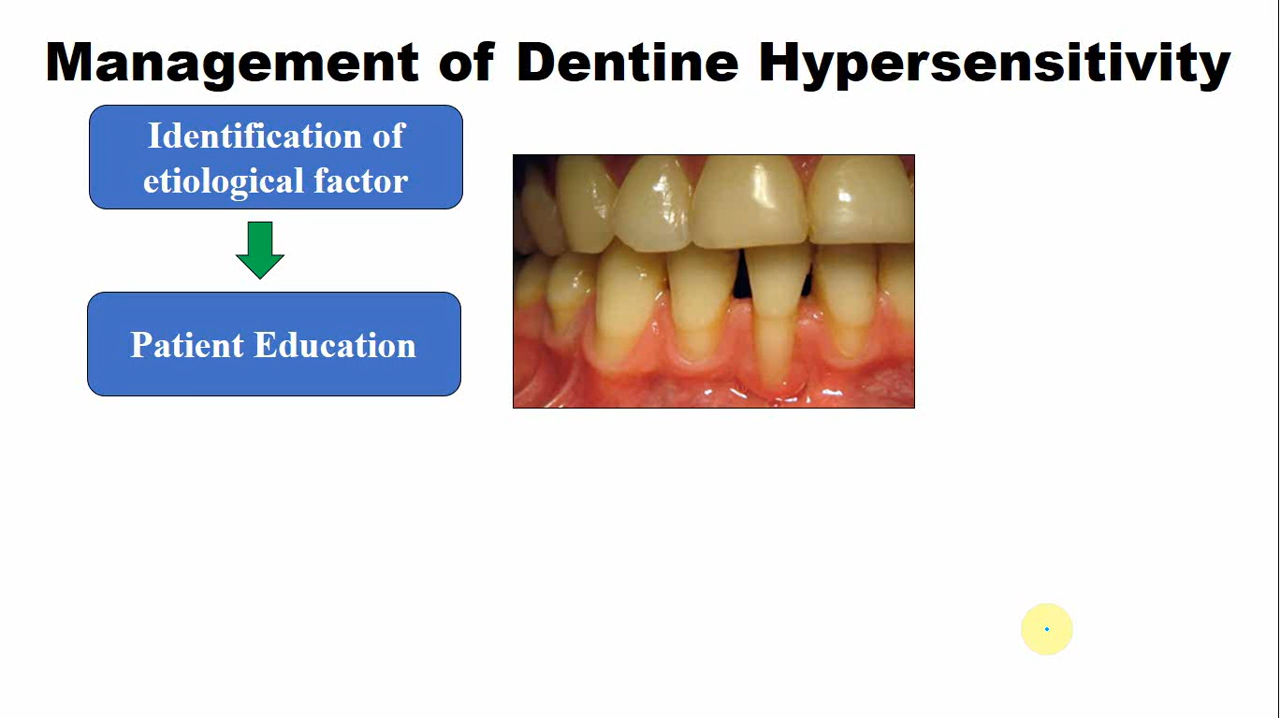 Management of Dentine Hypersensitivity
Identification of
etiological factor
Patient Education